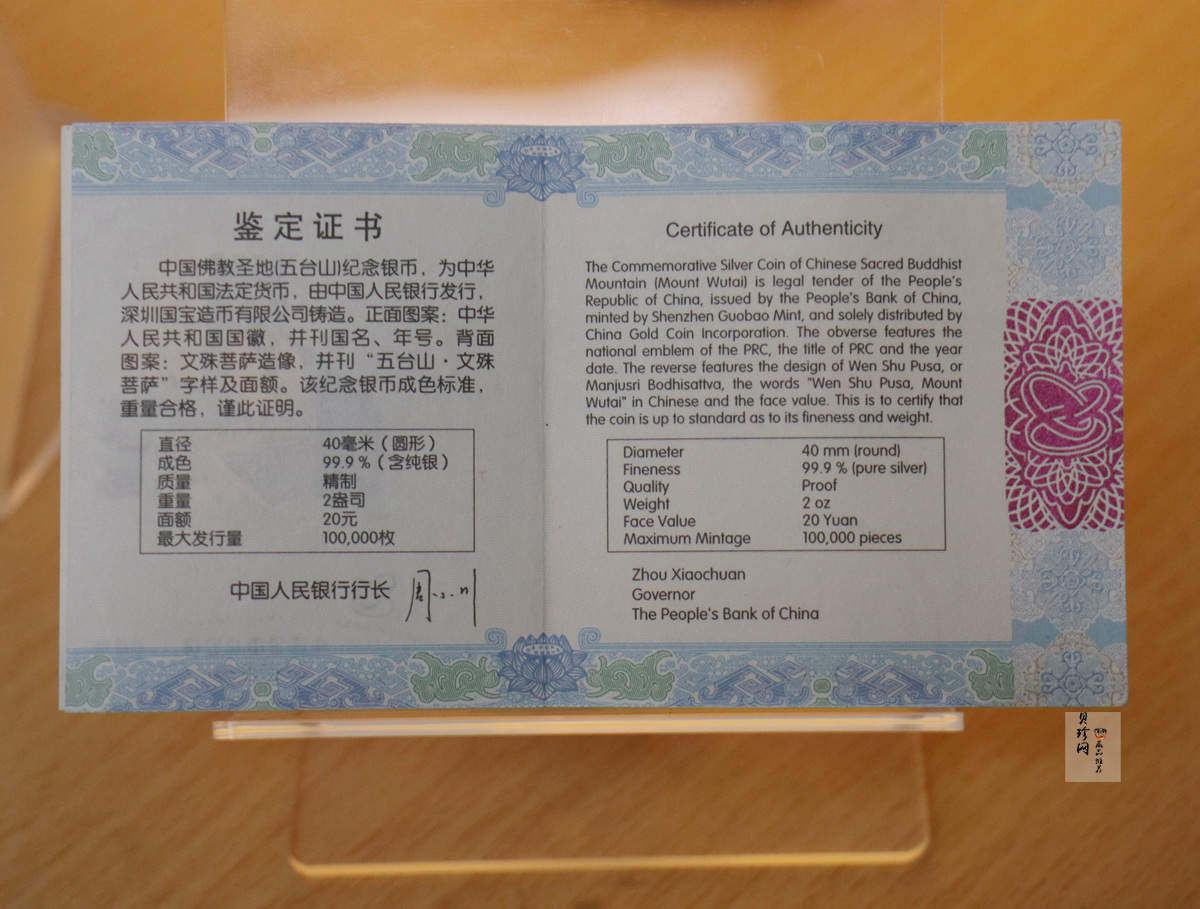 鉴定证书
中国佛教圣地(五台山)纪念银币，为中华
人民共和国法定货币，由中国人民银行发行，
深圳国宝造币有限公司铸造。正面图案：中华
人民共和国国徽，并刊国名、年号。背面
图案：文殊菩萨造像，并刊“五台山·文殊
菩萨”字样及面额。该纪念银币成色标准，
重量合格，谨此证明。
直径 40毫米（圆形）
成色 99.9％（含纯银）
质量 精制
重量 2盎司
面额 20元
最大发行量 100,000枚
中国人民银行行长 周小川
Certificate of Authenticity
The Commemorative Silver Coin of Chinese Sacred Buddhist
Mountain (Mount Wutai) is legal tender of the People's
Republic of China, issued by the People's Bank of China,
minted by Shenzhen Guobao Mint, and solely distributed by
China Gold Coin Incorporation. The obverse features the
national emblem of the PRC, the title of PRC and the year
date. The reverse features the design of Wen Shu Pusa, or
Manjusri Bodhisattva, the words "Wen Shu Pusa, Mount
Wutai" in Chinese and the face value. This is to certify that
the coin is up to standard as to its fineness and weight.
Diameter 40 mm (round)
Fineness 99.9 % (pure silver)
Quality Proof
Weight 2 oz
Face Value 20 Yuan
Maximum Mintage 100,000 pieces
Zhou Xiaochuan
Governor
The People's Bank of China
贝珍网
藏品推荐